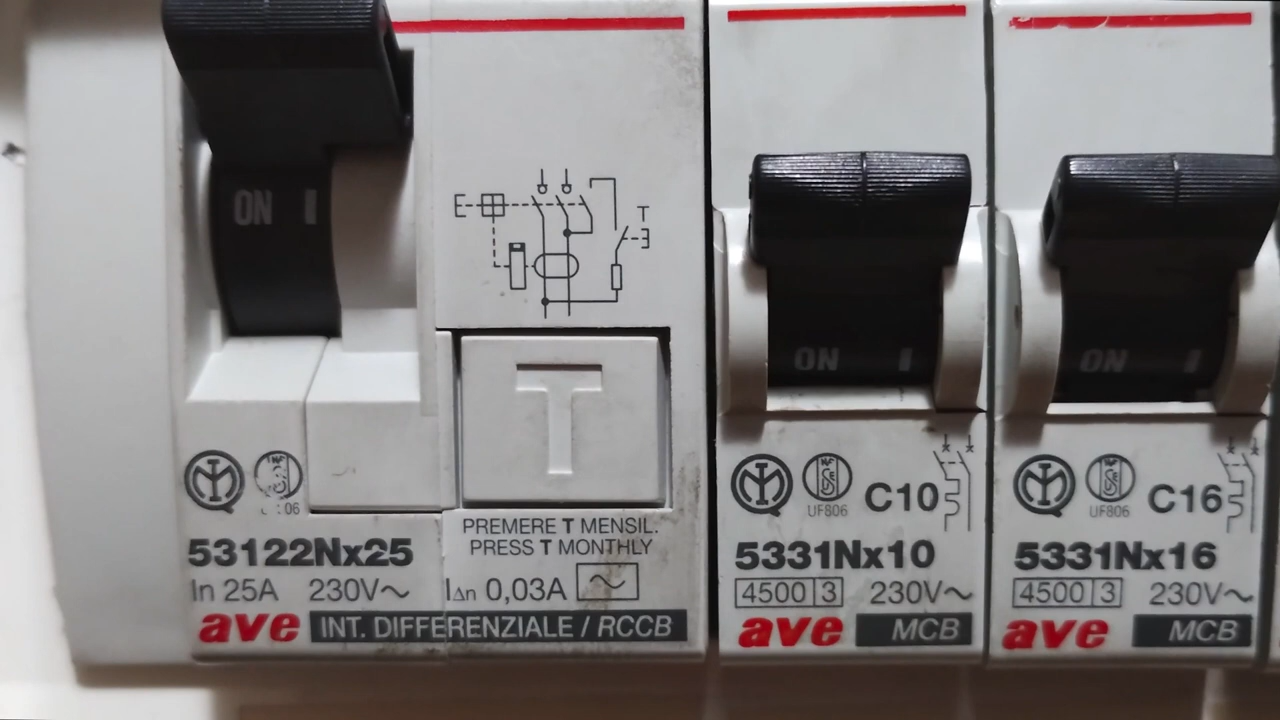 ON I
T
T
PREMERE T MENSIL.
PRESS T MONTHLY
53122Nx25
In 25A 230V~ I∆n 0,03A ~
ave INT. DIFFERENZIALE / RCCB
ON I
UF806
C10
5331Nx10
4500 3 230V~
ave MCB
ON I
UF806
C16
5331Nx16
4500 3 230V~
ave MCB